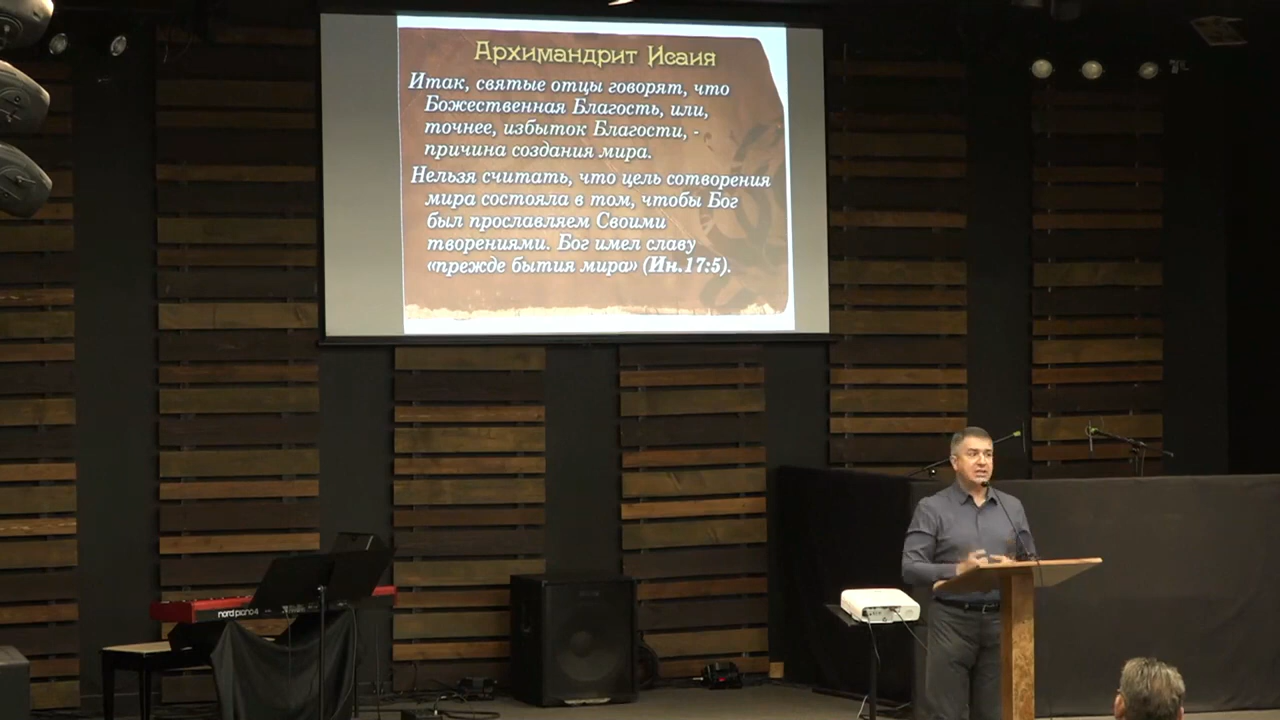 Архимандрит Исаия
Итак, святые отцы говорят, что
Божественная Благость, или,
точнее, избыток Благости, -
причина создания мира.
Нельзя считать, что цель сотворения
мира состояла в том, чтобы Бог
был прославляем Своими
творениями. Бог имел славу
«прежде бытия мира» (Ин.17:5).
nord piano 4